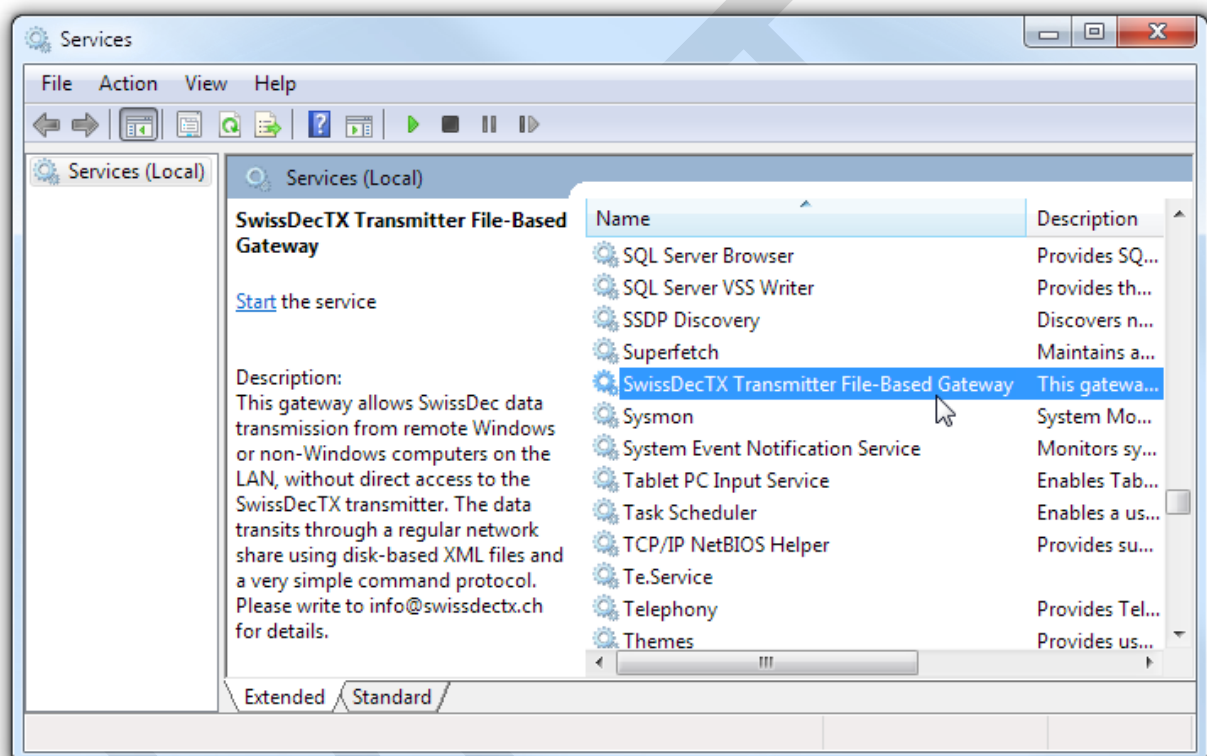 Services
File Action View Help
Services (Local)
Services (Local)
SwissDecTX Transmitter File-Based
Gateway
Start the service
Description:
This gateway allows SwissDec data
transmission from remote Windows
or non-Windows computers on the
LAN, without direct access to the
SwissDecTX transmitter. The data
transits through a regular network
share using disk-based XML files and
a very simple command protocol.
Please write to info@swissdectx.ch
for details.
Name Description
SQL Server Browser Provides SQ...
SQL Server VSS Writer Provides th...
SSDP Discovery Discovers n...
Superfetch Maintains a...
SwissDecTX Transmitter File-Based Gateway This gatewa...
Sysmon System Mo...
System Event Notification Service Monitors sy...
Tablet PC Input Service Enables Tab...
Task Scheduler Enables a us...
TCP/IP NetBIOS Helper Provides su...
Te.Service
Telephony Provides Tel...
Themes Provides us...
Extended Standard